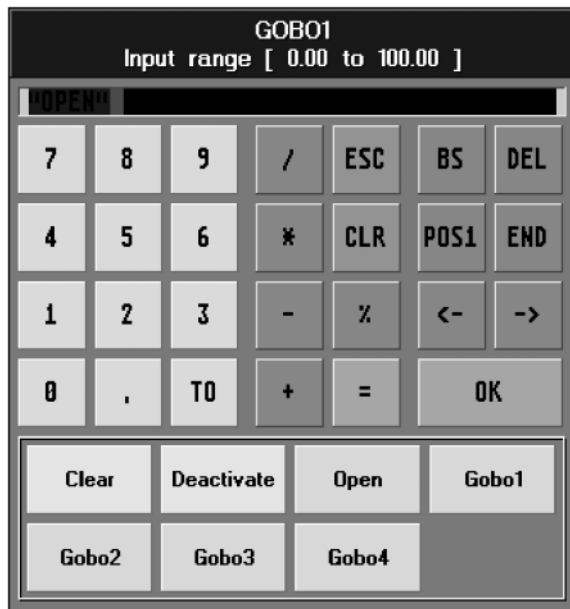 GOBO1
Input range [ 0.00 to 100.00 ]
"OPEN"
7 8 9 / ESC BS DEL
4 5 6 * CLR POS1 END
1 2 3 - % <- ->
0 . TO + = OK
Clear Deactivate Open Gobo1
Gobo2 Gobo3 Gobo4